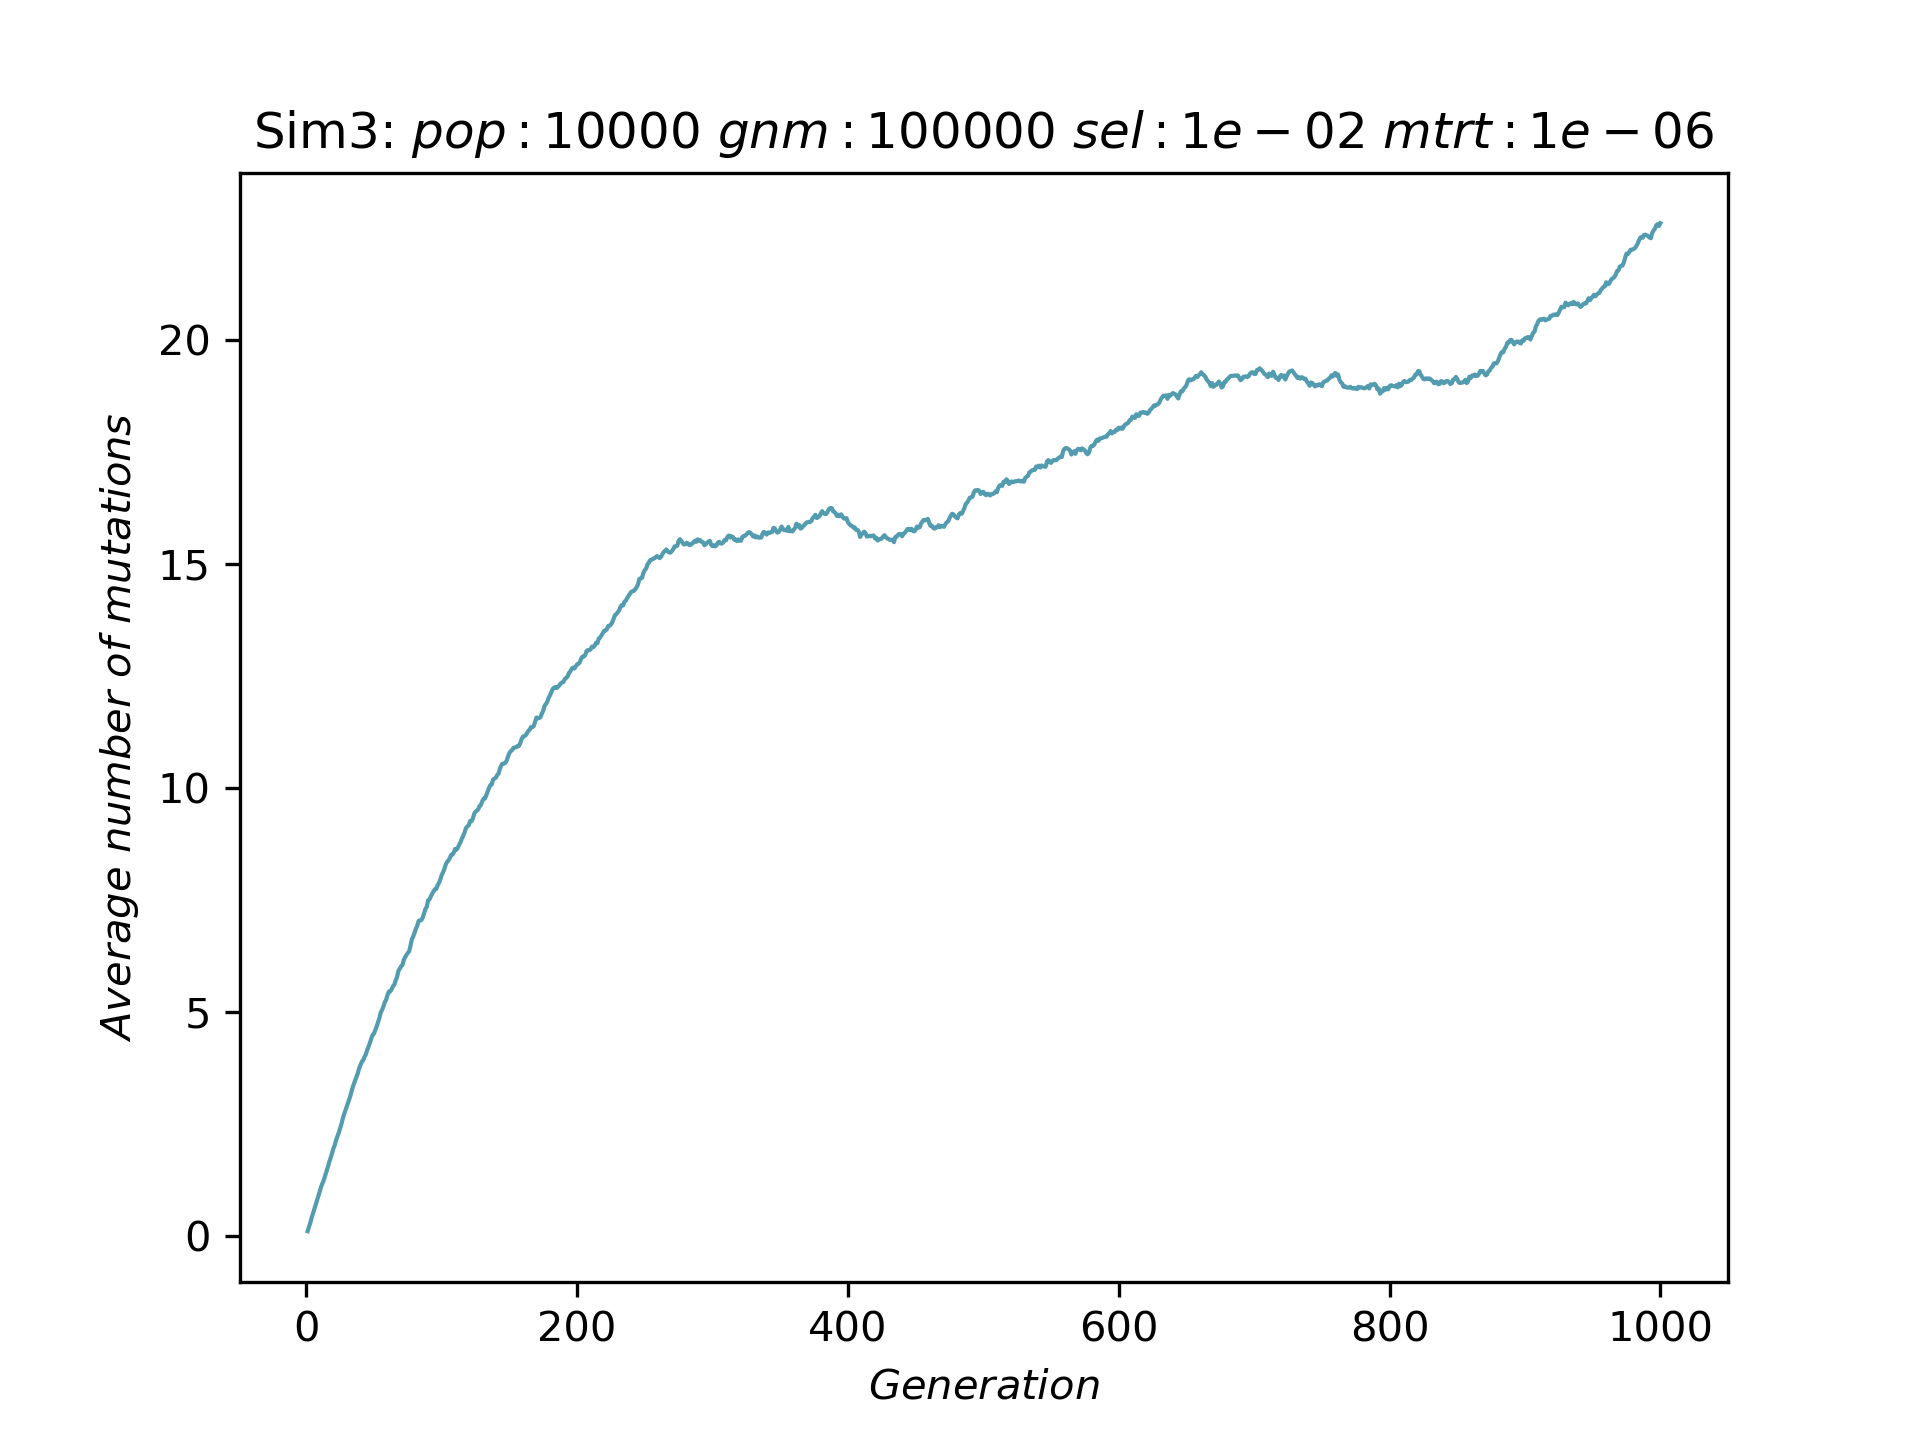 Sim3: pop : 10000 gnm : 100000 sel : 1e − 02 mtrt : 1e − 06
Average number of mutations
20
15
10
5
0
0 200 400 600 800 1000
Generation